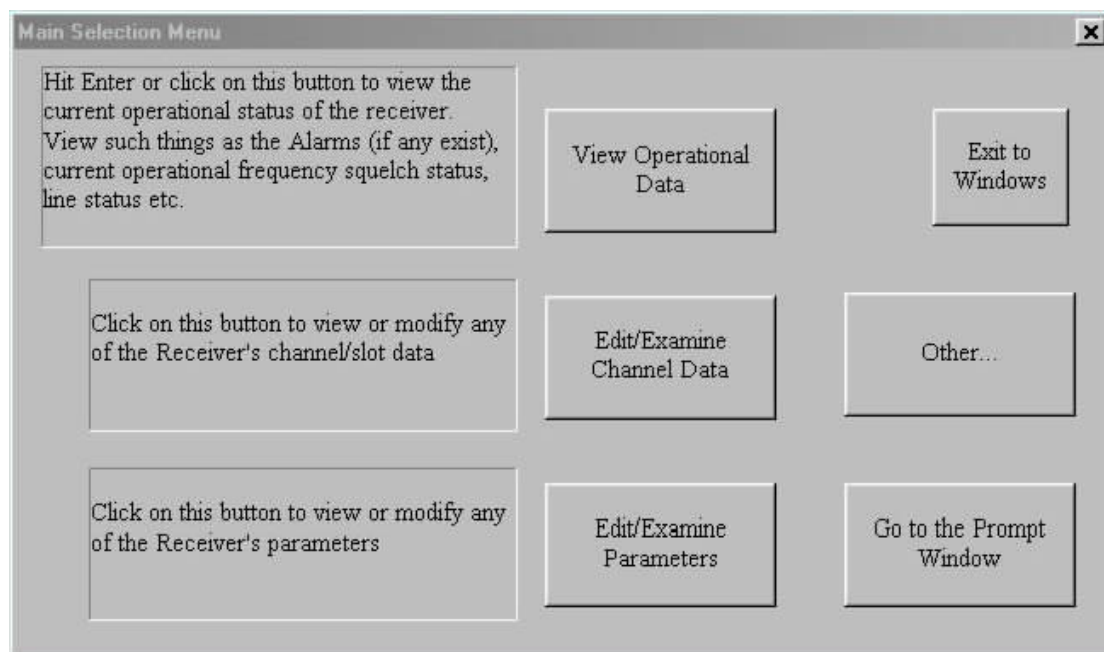 Main Selection Menu
Hit Enter or click on this button to view the
current operational status of the receiver.
View such things as the Alarms (if any exist),
current operational frequency squelch status,
line status etc.
View Operational
Data
Exit to
Windows
Click on this button to view or modify any
of the Receiver's channel/slot data
Edit/Examine
Channel Data
Other...
Click on this button to view or modify any
of the Receiver's parameters
Edit/Examine
Parameters
Go to the Prompt
Window